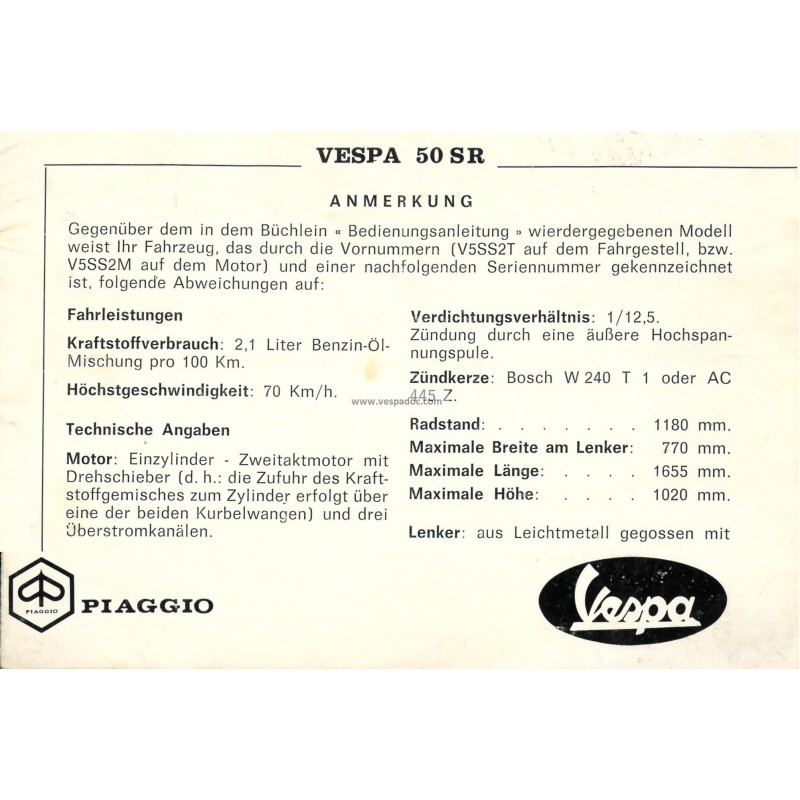 VESPA 50 SR
ANMERKUNG
Gegenüber dem in dem Büchlein « Bedienungsanleitung » wierdergegebenen Modell
weist Ihr Fahrzeug, das durch die Vornummern (V5SS2T auf dem Fahrgestell, bzw.
V5SS2M auf dem Motor) und einer nachfolgenden Seriennummer gekennzeichnet
ist, folgende Abweichungen auf:
Fahrleistungen
Kraftstoffverbrauch: 2,1 Liter Benzin-Öl-
Mischung pro 100 Km.
Höchstgeschwindigkeit: 70 Km/h.
Technische Angaben
Motor: Einzylinder - Zweitaktmotor mit
Drehschieber (d. h.: die Zufuhr des Kraft-
stoffgemisches zum Zylinder erfolgt über
eine der beiden Kurbelwangen) und drei
Überstromkanälen.
Verdichtungsverhältnis: 1/12,5.
Zündung durch eine äußere Hochspan-
nungspule.
Zündkerze: Bosch W 240 T 1 oder AC
445 Z.
www.vespadoc.com
Radstand: . . . . . . . 1180 mm.
Maximale Breite am Lenker: 770 mm.
Maximale Länge: . . . . 1655 mm.
Maximale Höhe: . . . . 1020 mm.
Lenker: aus Leichtmetall gegossen mit
PIAGGIO
PIAGGIO
Vespa